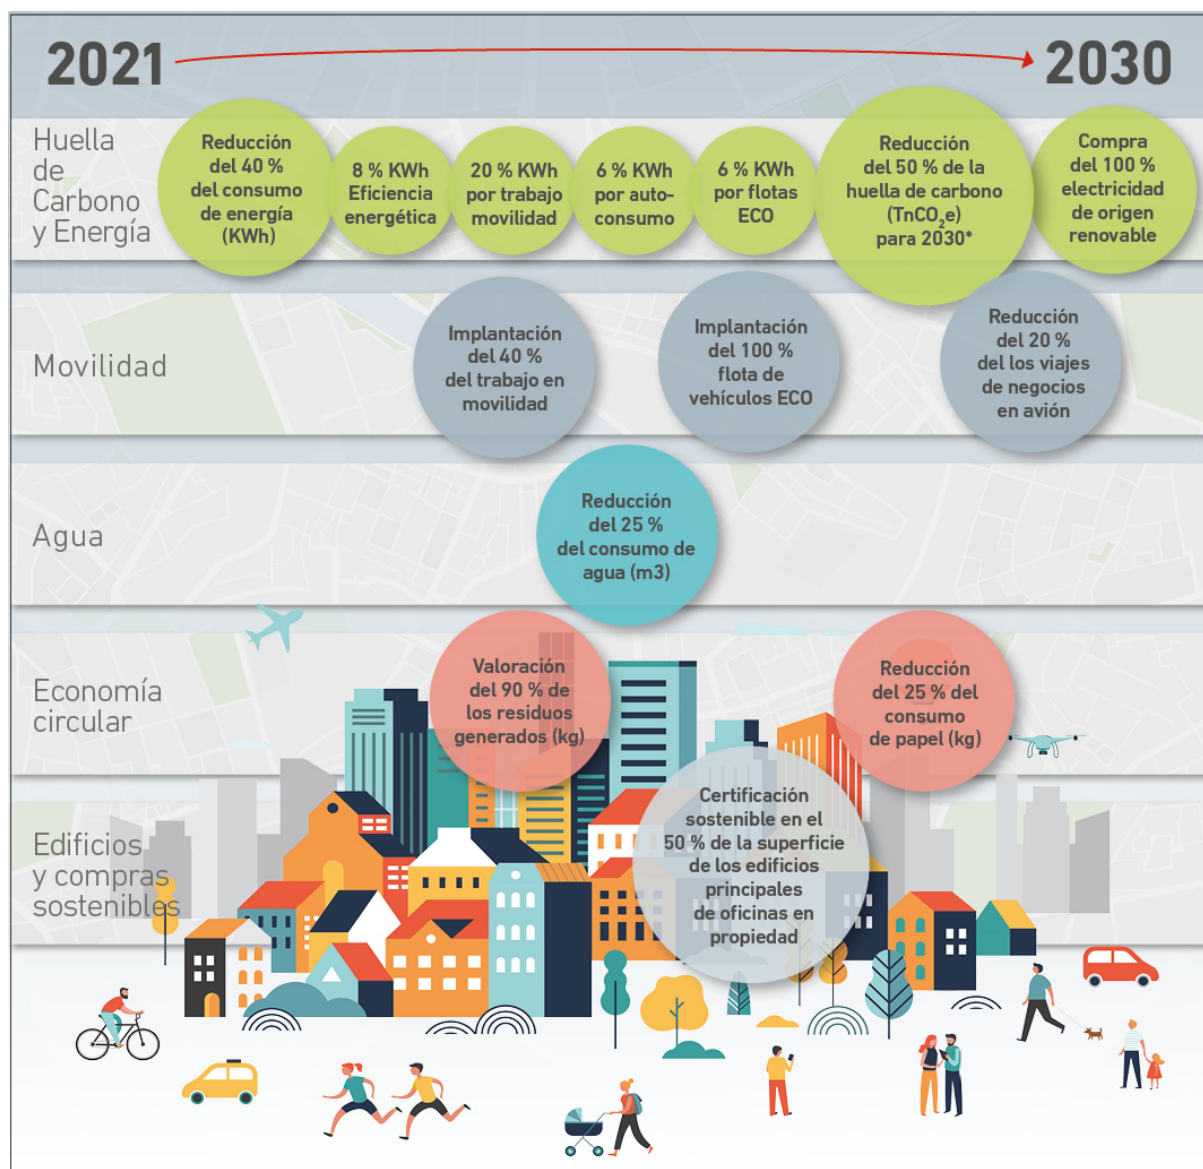 2021
2030
Huella
de
Carbono
y Energía
Reducción
del 40 %
del consumo
de energía
(KWh)
8 % KWh
Eficiencia
energética
20 % KWh
por trabajo
movilidad
6 % KWh
por auto-
consumo
6 % KWh
por flotas
ECO
Reducción
del 50 % de la
huella de carbono
(TnCO₂e)
para 2030*
Compra
del 100 %
electricidad
de origen
renovable
Movilidad
Implantación
del 40 %
del trabajo en
movilidad
Implantación
del 100 %
flota de
vehículos ECO
Reducción
del 20 %
del los viajes
de negocios
en avión
Agua
Reducción
del 25 %
del consumo de
agua (m3)
Economía
circular
Valoración
del 90 % de
los residuos
generados (kg)
Reducción
del 25 % del
consumo
de papel (kg)
Edificios
y compras
sostenibles
Certificación
sostenible en el
50 % de la superficie
de los edificios
principales
de oficinas en
propiedad